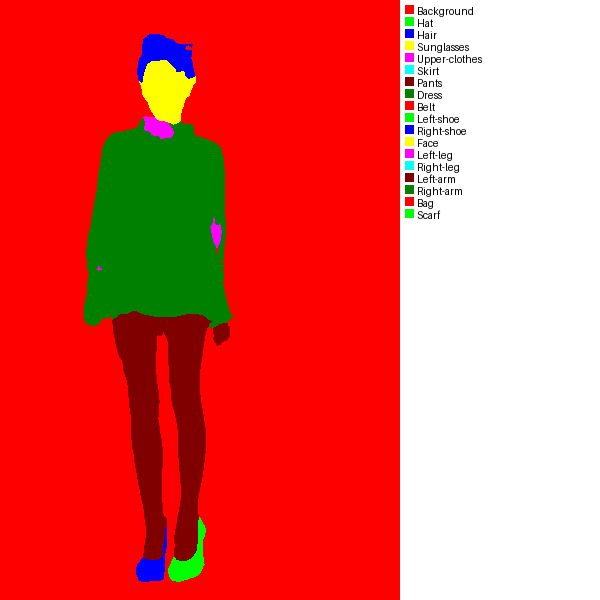 Background
Hat
Hair
Sunglasses
Upper-clothes
Skirt
Pants
Dress
Belt
Left-shoe
Right-shoe
Face
Left-leg
Right-leg
Left-arm
Right-arm
Bag
Scarf